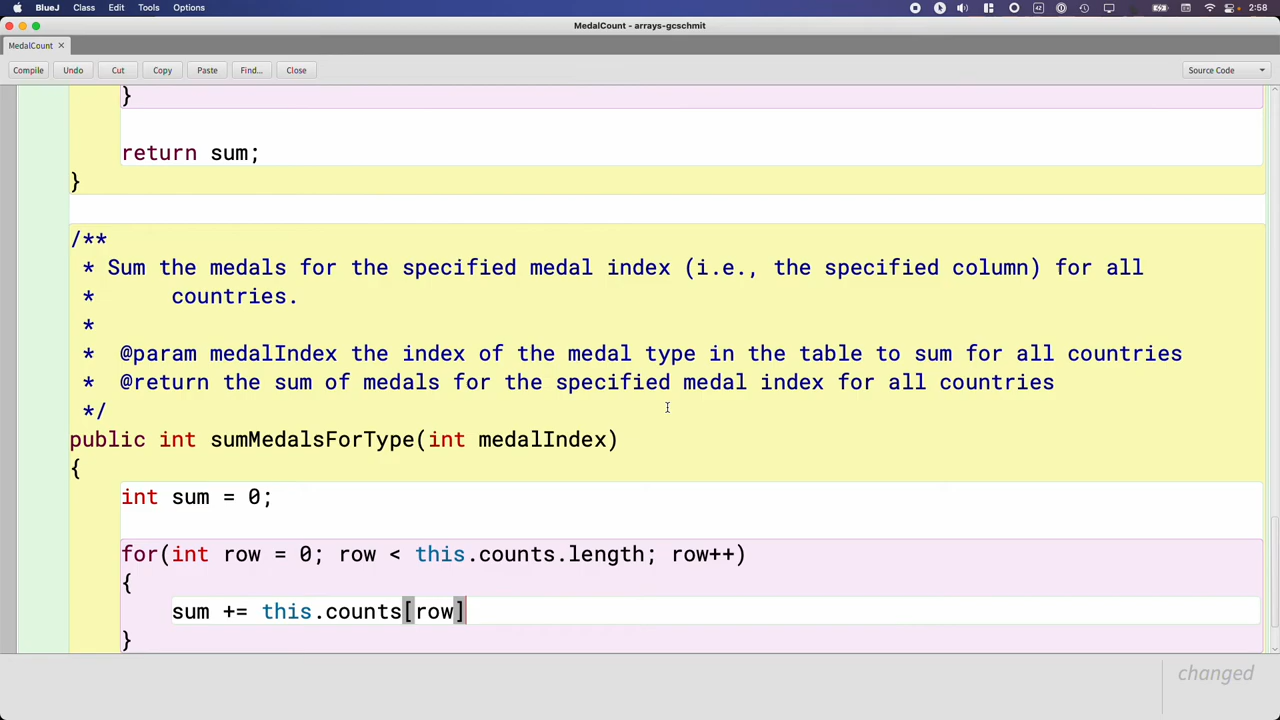 BlueJ Class Edit Tools Options 42 2:58
MedalCount - arrays-gcschmit
MedalCount ×
Compile Undo Cut Copy Paste Find... Close Source Code
}
return sum;
}
/**
* Sum the medals for the specified medal index (i.e., the specified column) for all
* countries.
*
* @param medalIndex the index of the medal type in the table to sum for all countries
* @return the sum of medals for the specified medal index for all countries
*/
public int sumMedalsForType(int medalIndex)
{
int sum = 0;
for(int row = 0; row < this.counts.length; row++)
{
sum += this.counts[row]
}
changed